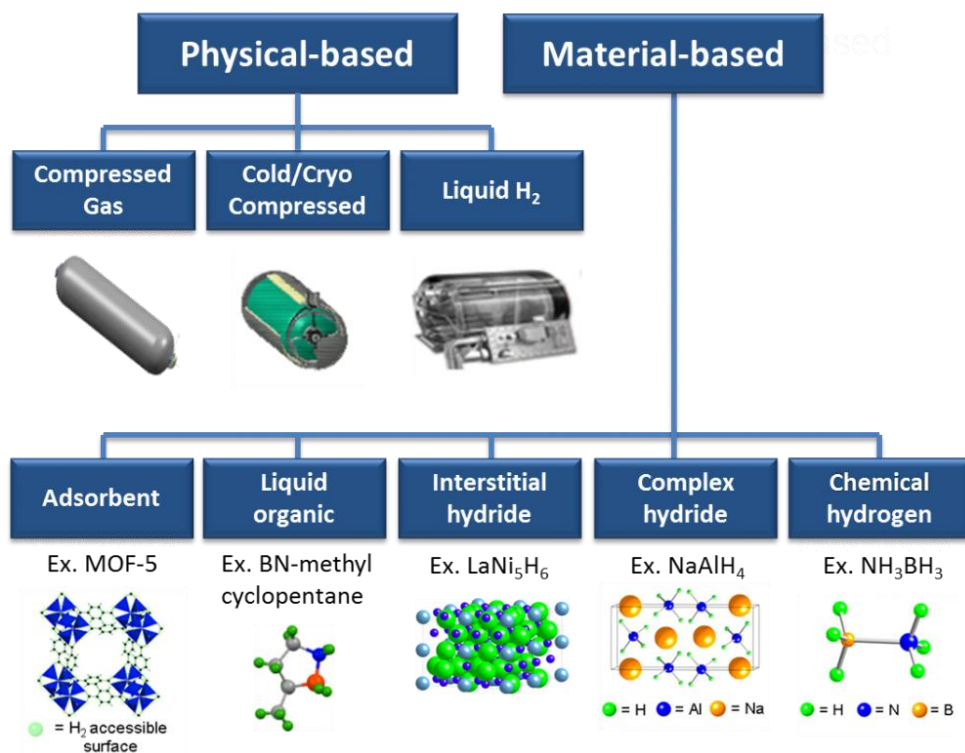 Physical-based
Material-based
Compressed
Gas
Cold/Cryo
Compressed
Liquid H₂
Adsorbent
Liquid
organic
Interstitial
hydride
Complex
hydride
Chemical
hydrogen
Ex. MOF-5
Ex. BN-methyl
cyclopentane
Ex. LaNi₅H₆
Ex. NaAlH₄
Ex. NH₃BH₃
= H₂ accessible
surface
= H = Al = Na
= H = N = B